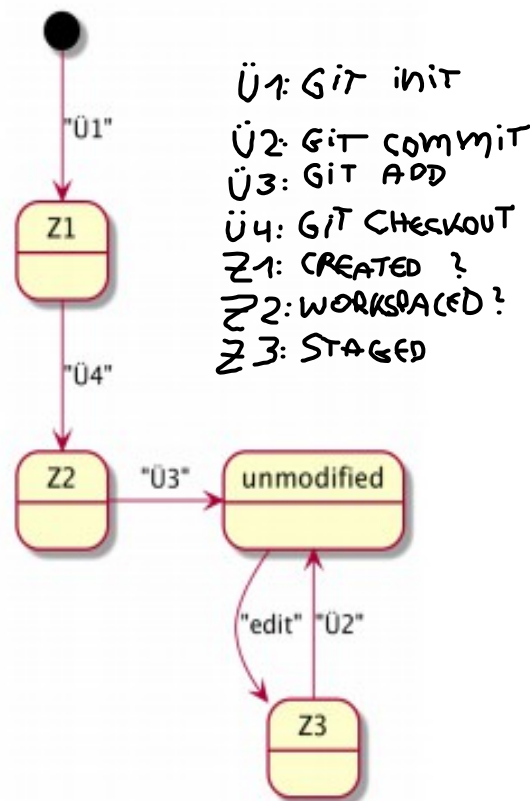 "Ü1"
Ü1: GIT INIT
Ü2: GIT COMMIT
Ü3: GIT ADD
Ü4: GIT CHECKOUT
Z1: CREATED ?
Z2: WORKSPACED?
Z3: STAGED
Z1
"Ü4"
Z2
"Ü3"
unmodified
"edit"
"Ü2"
Z3